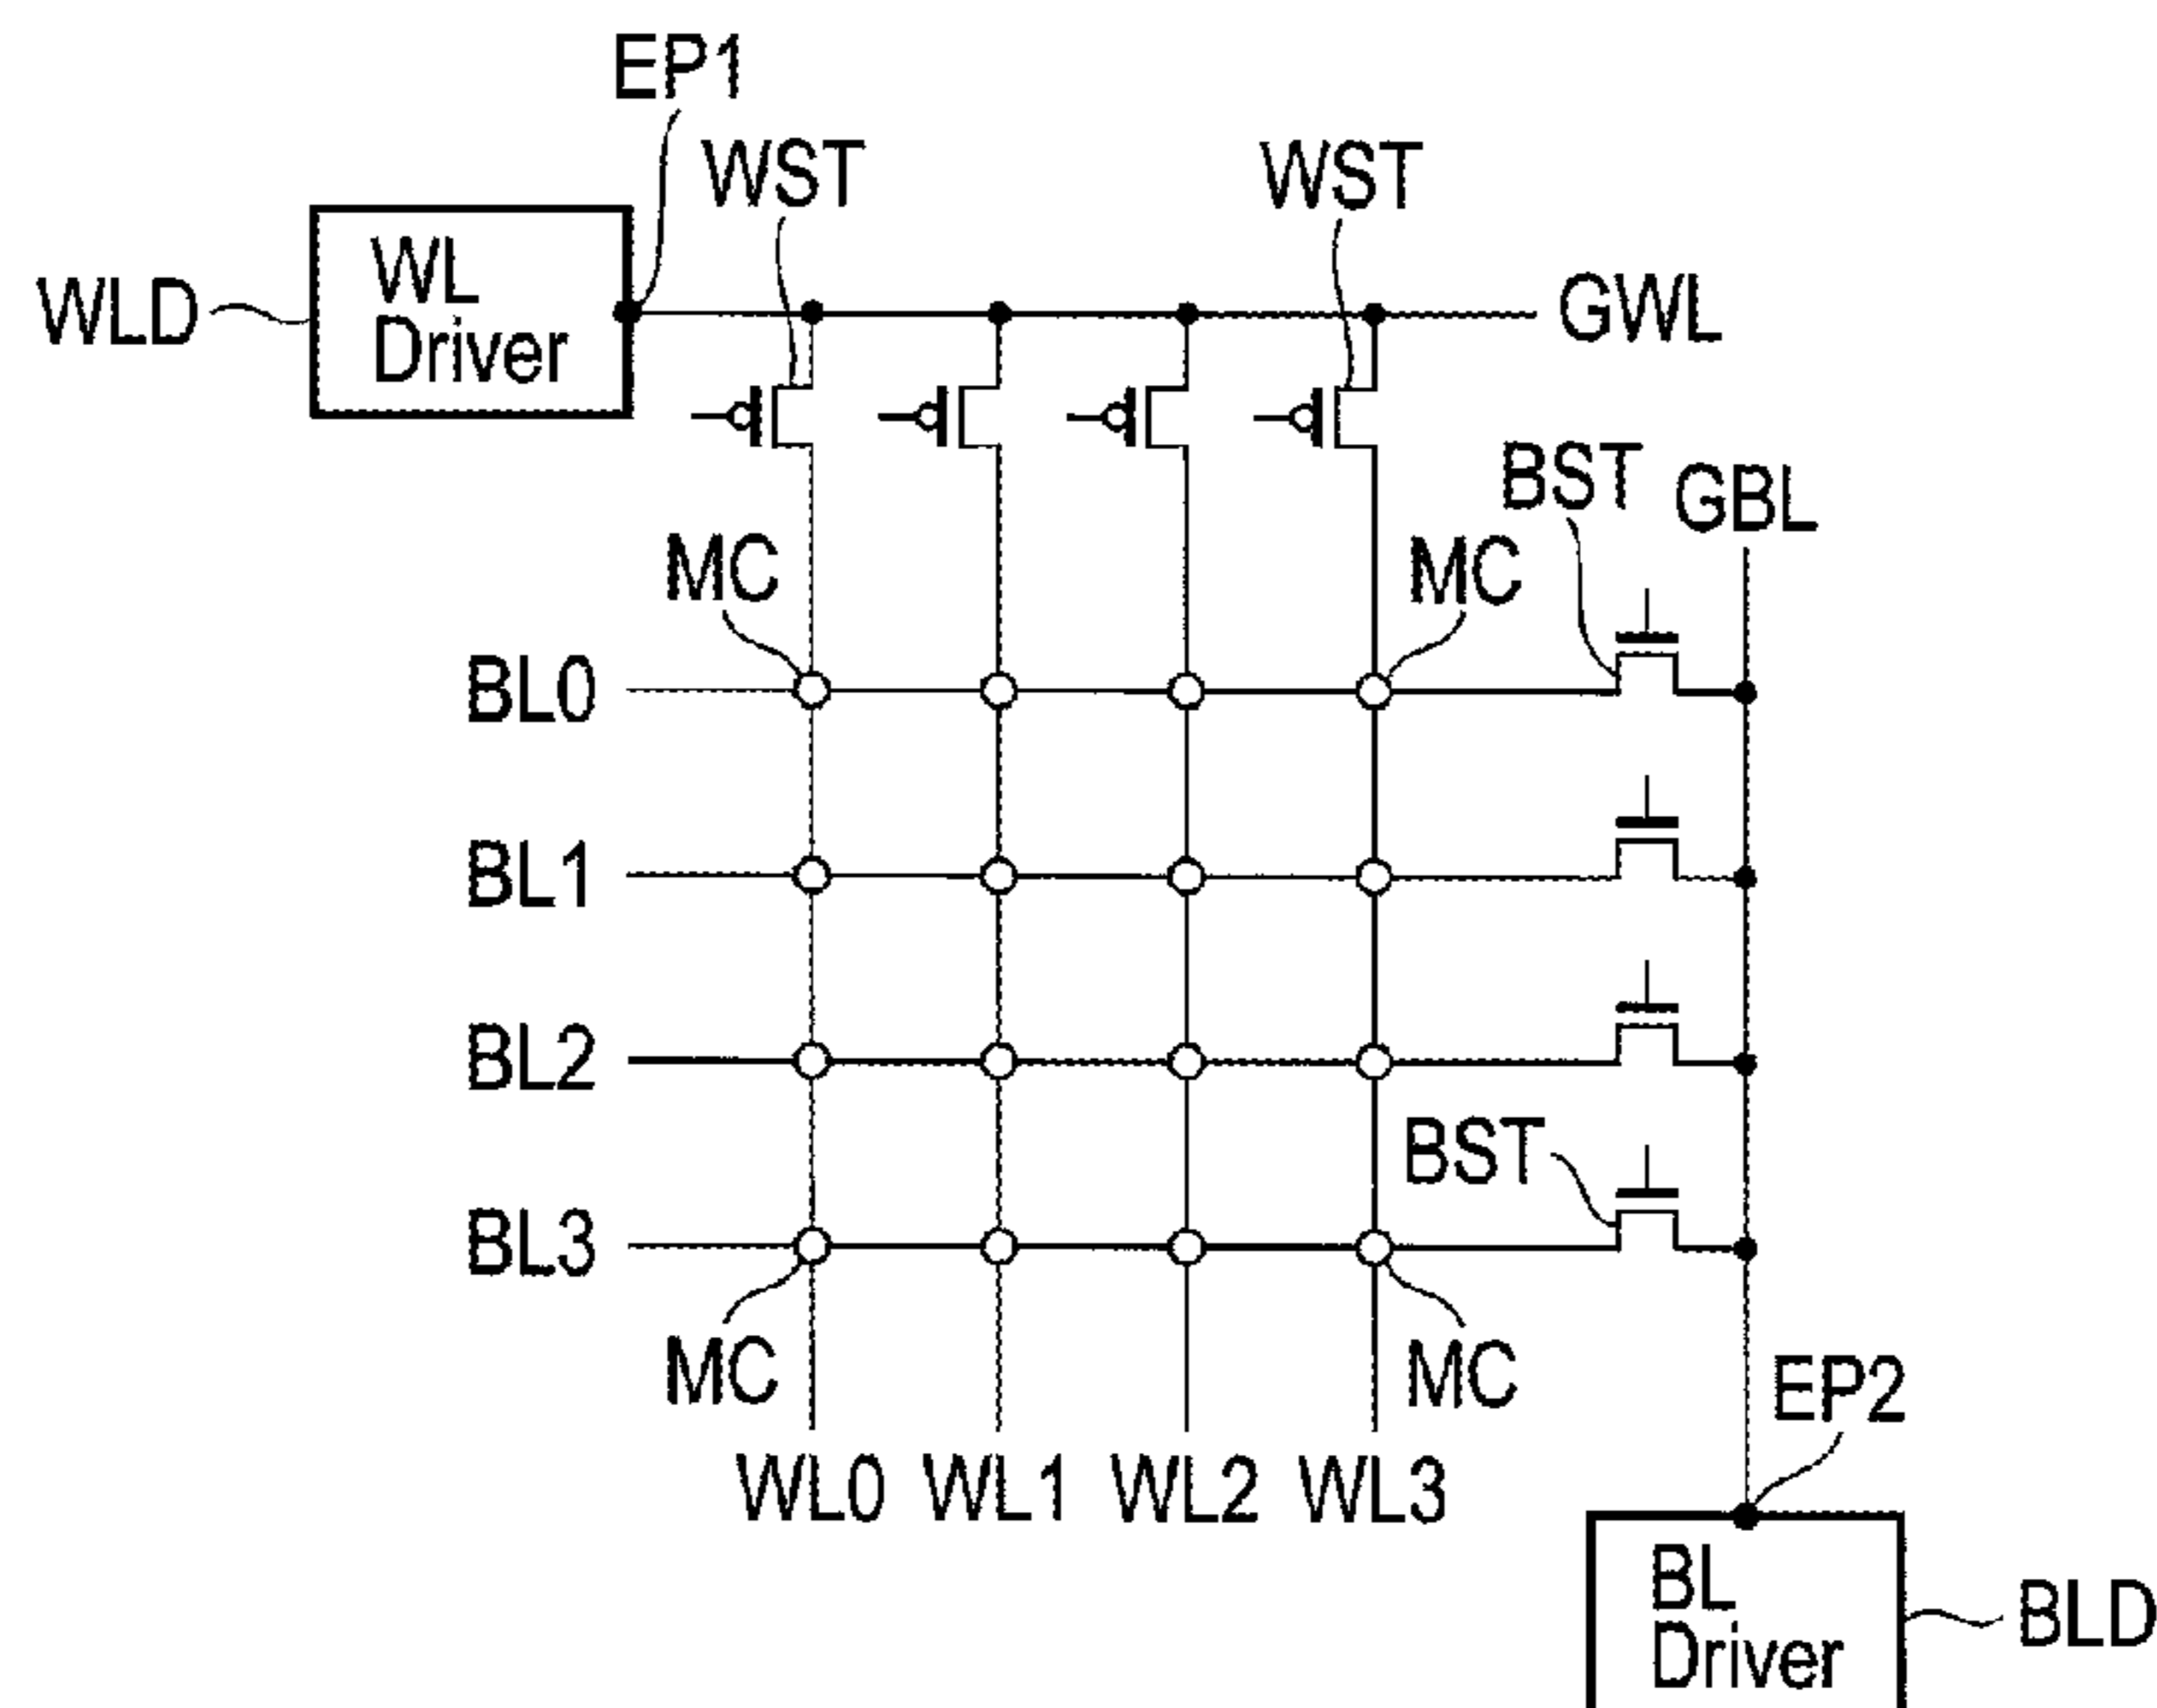 EP1
WST
WST
WLD
WL
Driver
GWL
BST
GBL
MC
MC
BL0
BL1
BL2
BST
BL3
MC
MC
EP2
WL0
WL1
WL2
WL3
BL
Driver
BLD